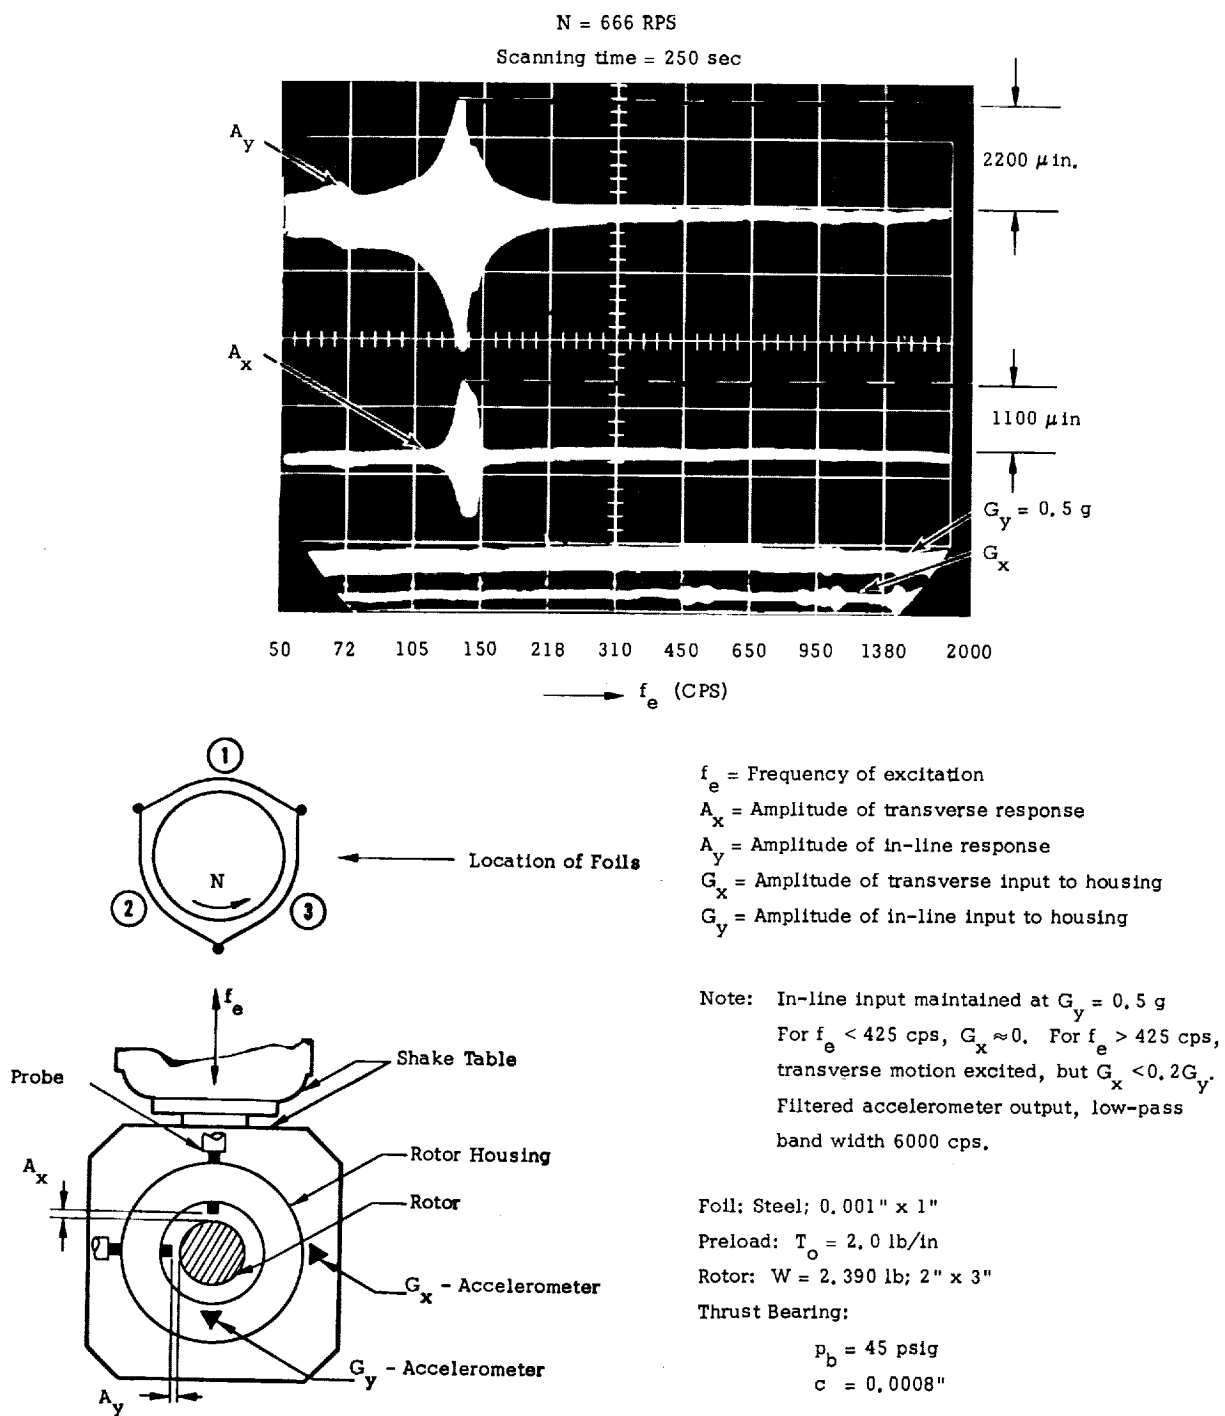 N = 666 RPS
Scanning time = 250 sec
A_y
2200 μin.
A_x
1100 μin
G_y = 0.5 g
G_x
50 72 105 150 218 310 450 650 950 1380 2000
f_e (CPS)
1
N
2
3
Location of Foils
f_e = Frequency of excitation
A_x = Amplitude of transverse response
A_y = Amplitude of in-line response
G_x = Amplitude of transverse input to housing
G_y = Amplitude of in-line input to housing
f_e
Shake Table
Probe
A_x
Rotor Housing
Rotor
G_x - Accelerometer
G_y - Accelerometer
A_y
Note: In-line input maintained at G_y = 0.5 g
For f_e < 425 cps, G_x ≈ 0. For f_e > 425 cps,
transverse motion excited, but G_x < 0.2G_y.
Filtered accelerometer output, low-pass
band width 6000 cps.
Foil: Steel; 0.001" x 1"
Preload: T_o = 2.0 lb/in
Rotor: W = 2.390 lb; 2" x 3"
Thrust Bearing:
p_b = 45 psig
c = 0.0008"